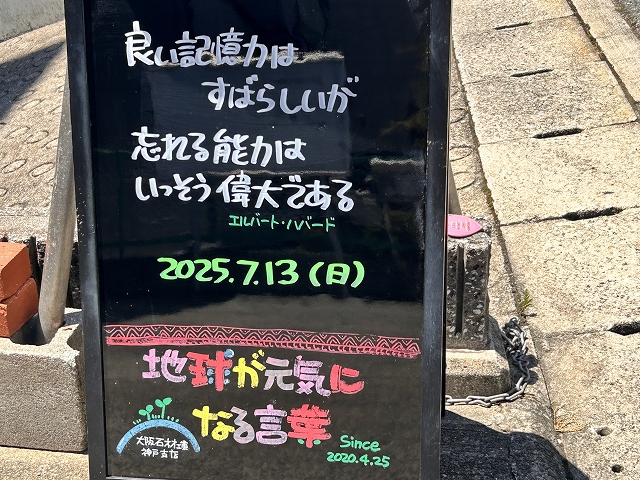 良い記憶力は
すばらしいが
忘れる能力は
いっそう偉大である
エルバート・ハバード
2025.7.13(日)
地球が元気に
なる言葉
大阪石材工業
神戸支店
Since
2020.4.25